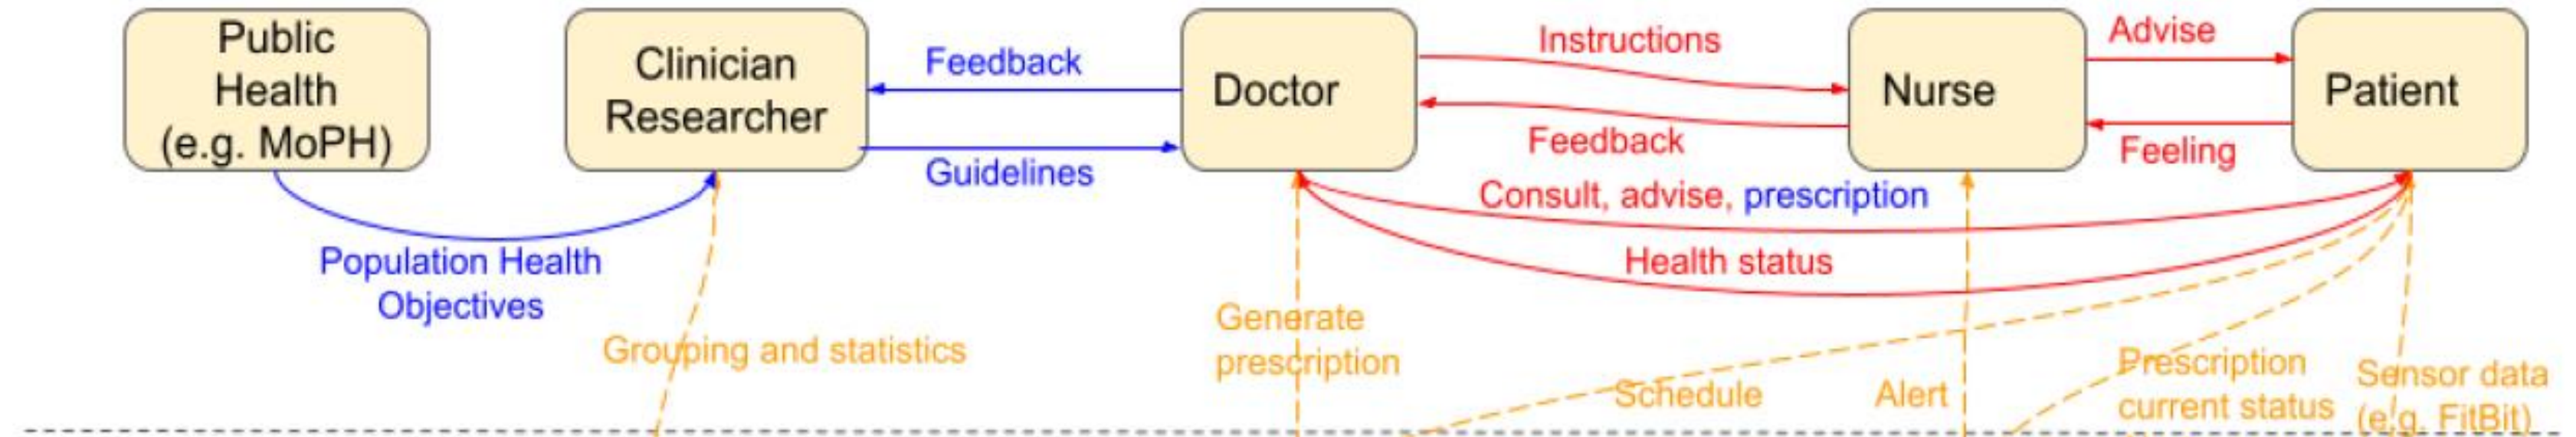 Public
Health
(e.g. MoPH)
Clinician
Researcher
Feedback
Guidelines
Doctor
Instructions
Feedback
Nurse
Advise
Feeling
Patient
Consult, advise, prescription
Health status
Population Health
Objectives
Grouping and statistics
Generate
prescription
Schedule
Alert
Prescription
current status
Sensor data
(e.g. FitBit)